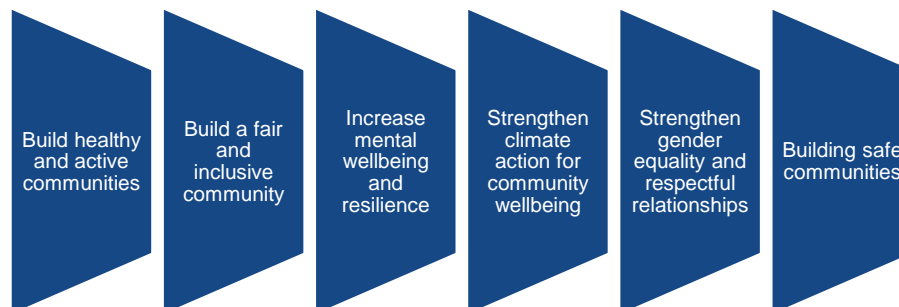 Build healthy
and active
communities
Build a fair
and
inclusive
community
Increase
mental
wellbeing
and
resilience
Strengthen
climate
action for
community
wellbeing
Strengthen
gender
equality and
respectful
relationships
Building safe
communities